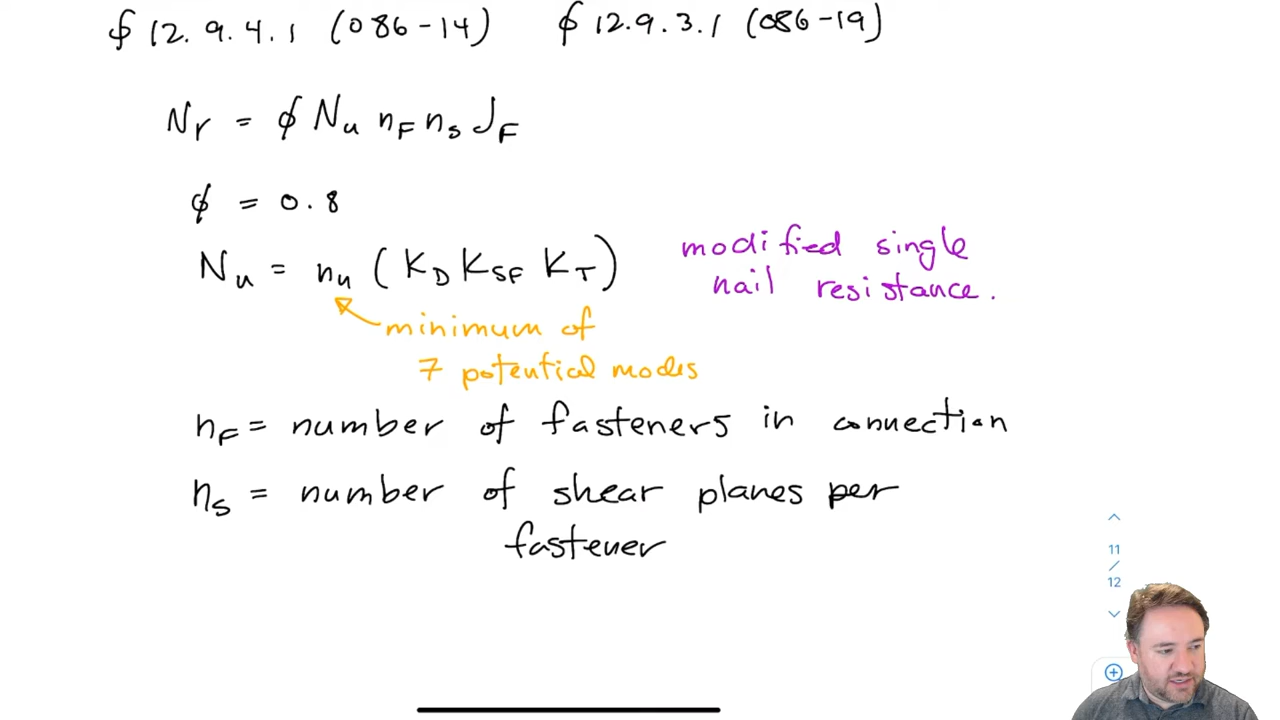 ∮ 12.9.4.1 (086-14) ∮ 12.9.3.1 (086-19)
Nr = ϕ Nu nF ns JF
ϕ = 0.8
Nu = nu (KD KSF KT)
modified single
nail resistance.
minimum of
7 potential modes
nF = number of fasteners in connection
ns = number of shear planes per
fastener
11
/
12